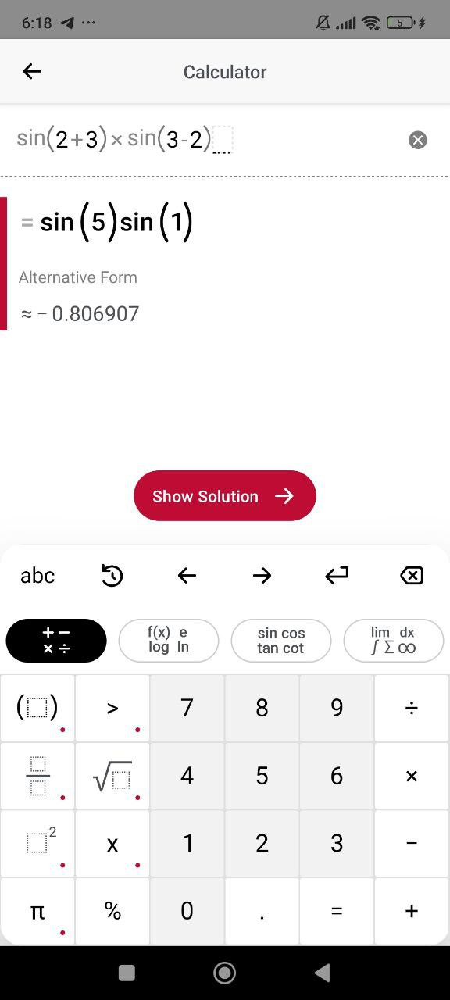 6:18 ...
5
Calculator
sin(2+3)×sin(3-2)
= sin(5)sin(1)
Alternative Form
≈ − 0.806907
Show Solution →
abc
+ − × ÷
f(x) e log ln
sin cos tan cot
lim dx ∫ Σ ∞
(□) > 7 8 9 ÷
□/□ √□ 4 5 6 ×
□² x 1 2 3 −
π % 0 . = +